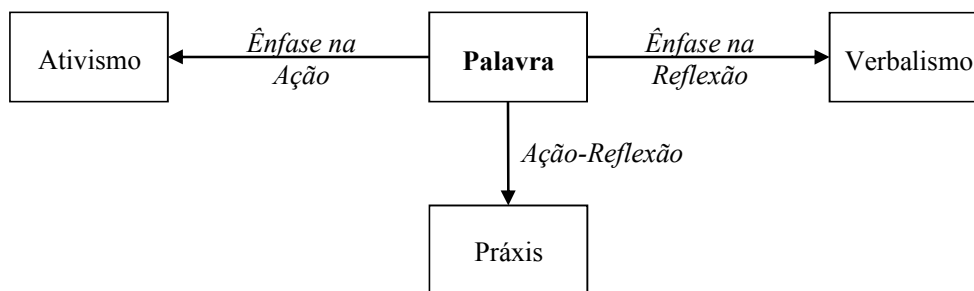 Ativismo
Ênfase na
Ação
Palavra
Ênfase na
Reflexão
Verbalismo
Ação-Reflexão
Práxis